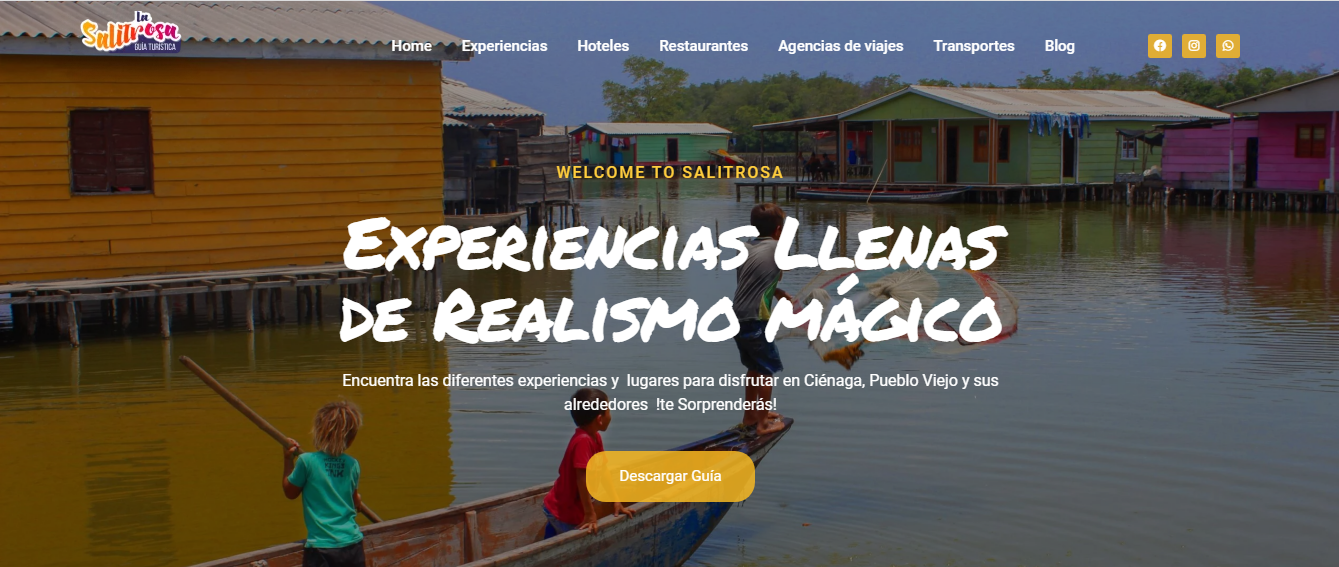 La
Salitrosa
GUÍA TURÍSTICA
Home Experiencias Hoteles Restaurantes Agencias de viajes Transportes Blog
WELCOME TO SALITROSA
Experiencias Llenas
de Realismo mágico
Encuentra las diferentes experiencias y lugares para disfrutar en Ciénaga, Pueblo Viejo y sus
alrededores !te Sorprenderás!
Descargar Guía